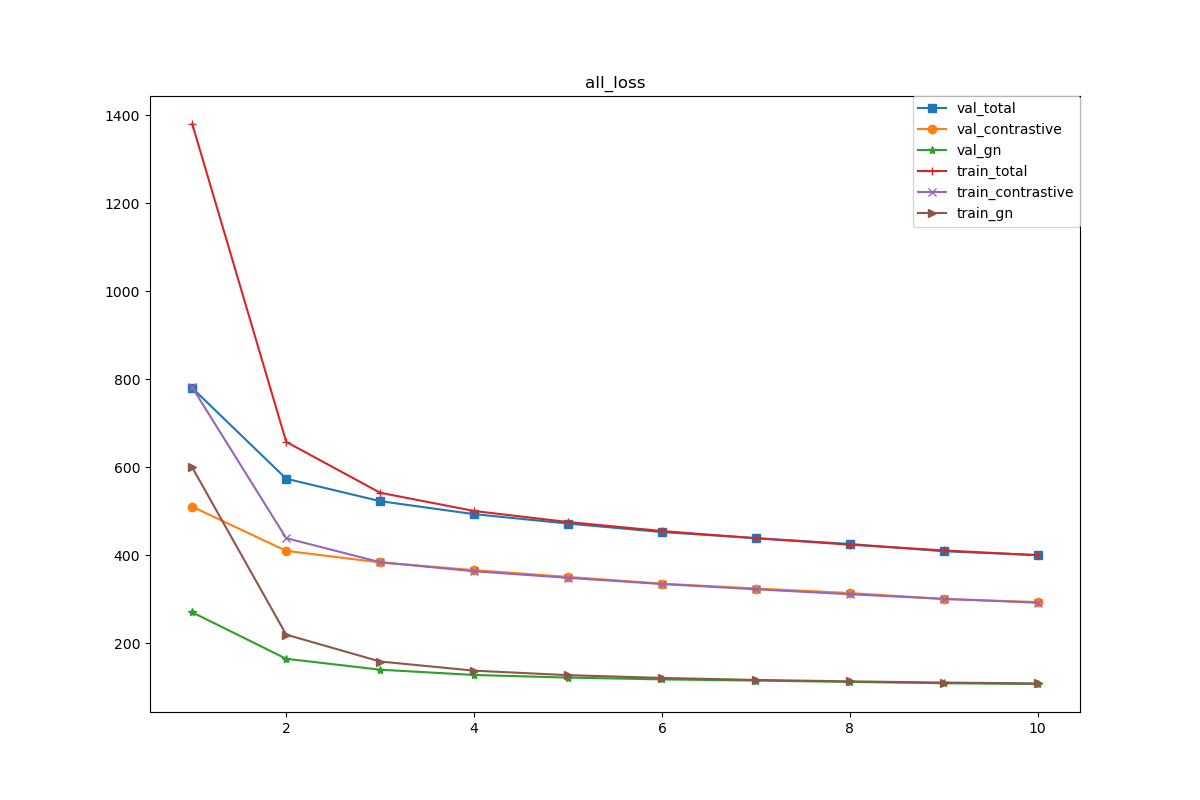 all_loss
1400
1200
1000
800
600
400
200
2
4
6
8
10
val_total
val_contrastive
val_gn
train_total
train_contrastive
train_gn